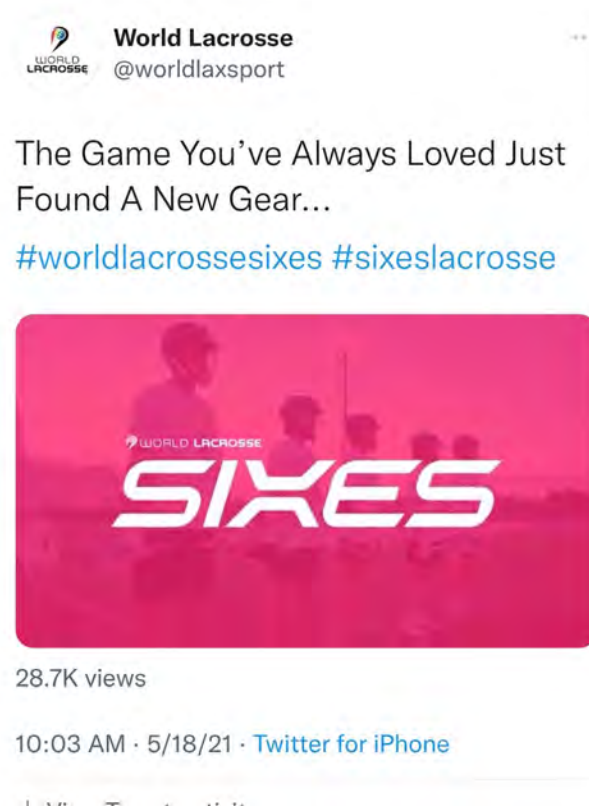 World Lacrosse
WORLD
LACROSSE
@worldlaxsport
The Game You’ve Always Loved Just
Found A New Gear...
#worldlacrossesixes #sixeslacrosse
WORLD LACROSSE
SIXES
28.7K views
10:03 AM · 5/18/21 · Twitter for iPhone